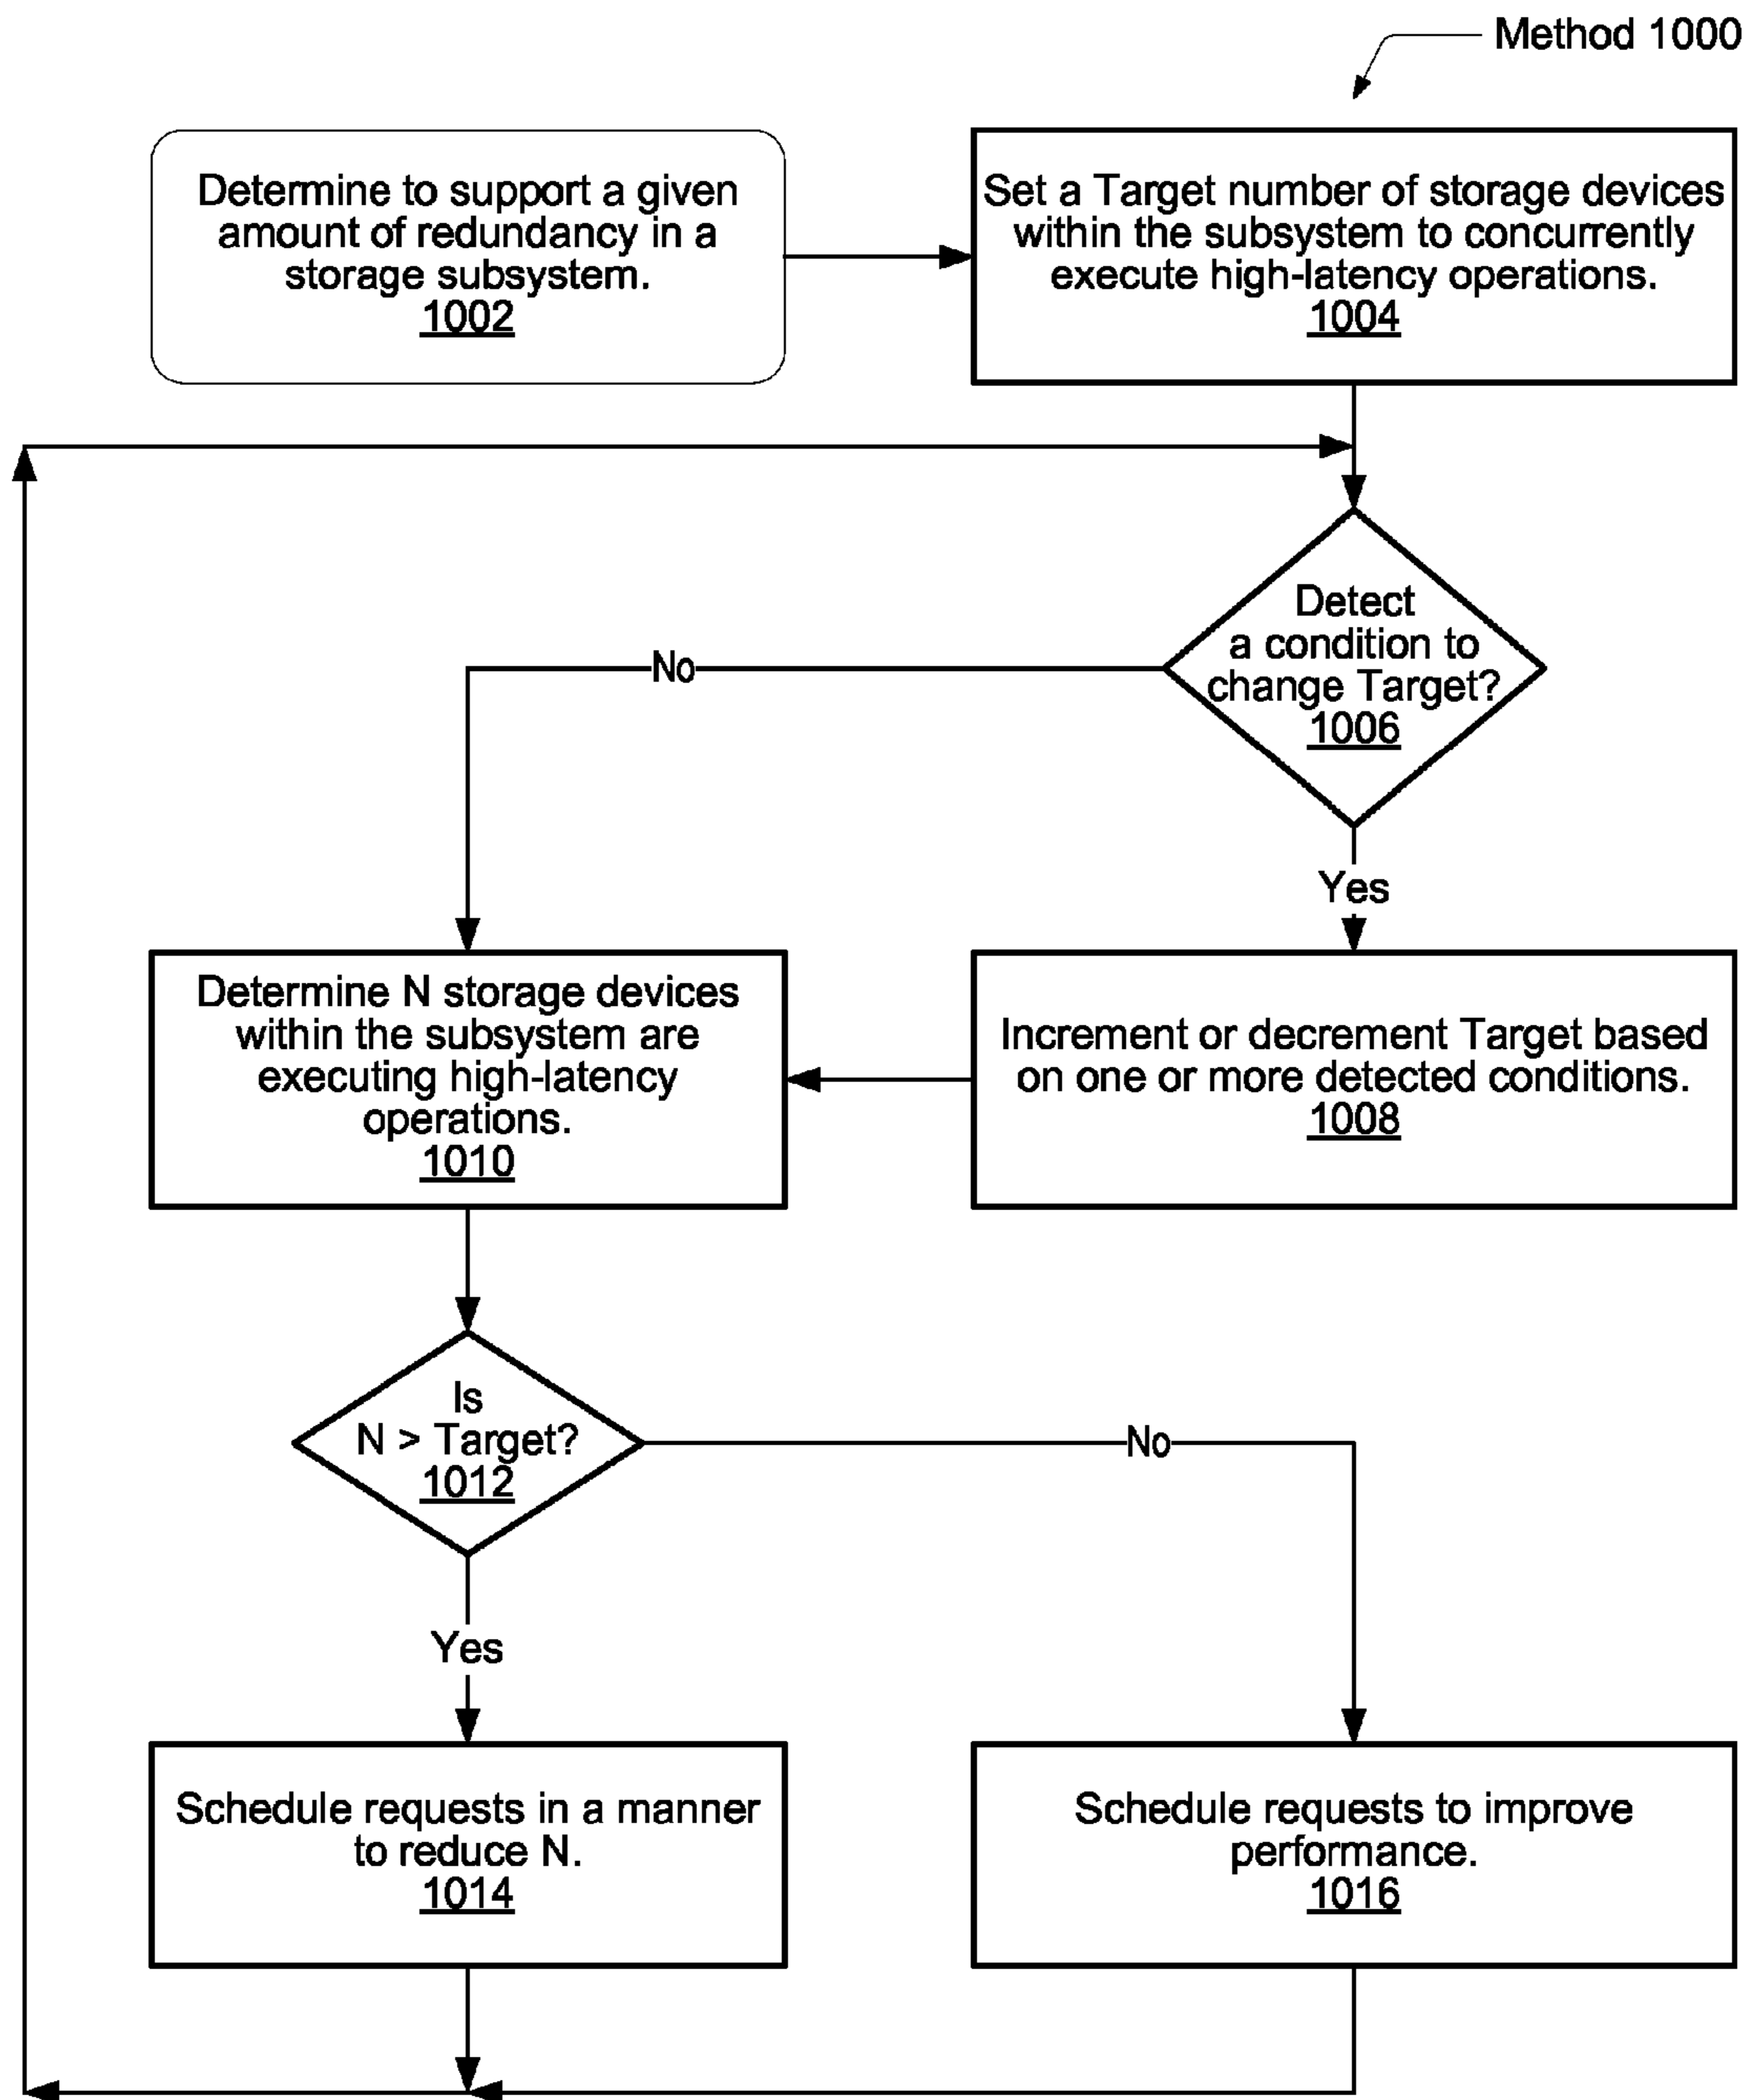 Method 1000
Determine to support a given
amount of redundancy in a
storage subsystem.
1002
Set a Target number of storage devices
within the subsystem to concurrently
execute high-latency operations.
1004
Detect
a condition to
change Target?
1006
No
Yes
Determine N storage devices
within the subsystem are
executing high-latency
operations.
1010
Increment or decrement Target based
on one or more detected conditions.
1008
Is
N > Target?
1012
No
Yes
Schedule requests in a manner
to reduce N.
1014
Schedule requests to improve
performance.
1016